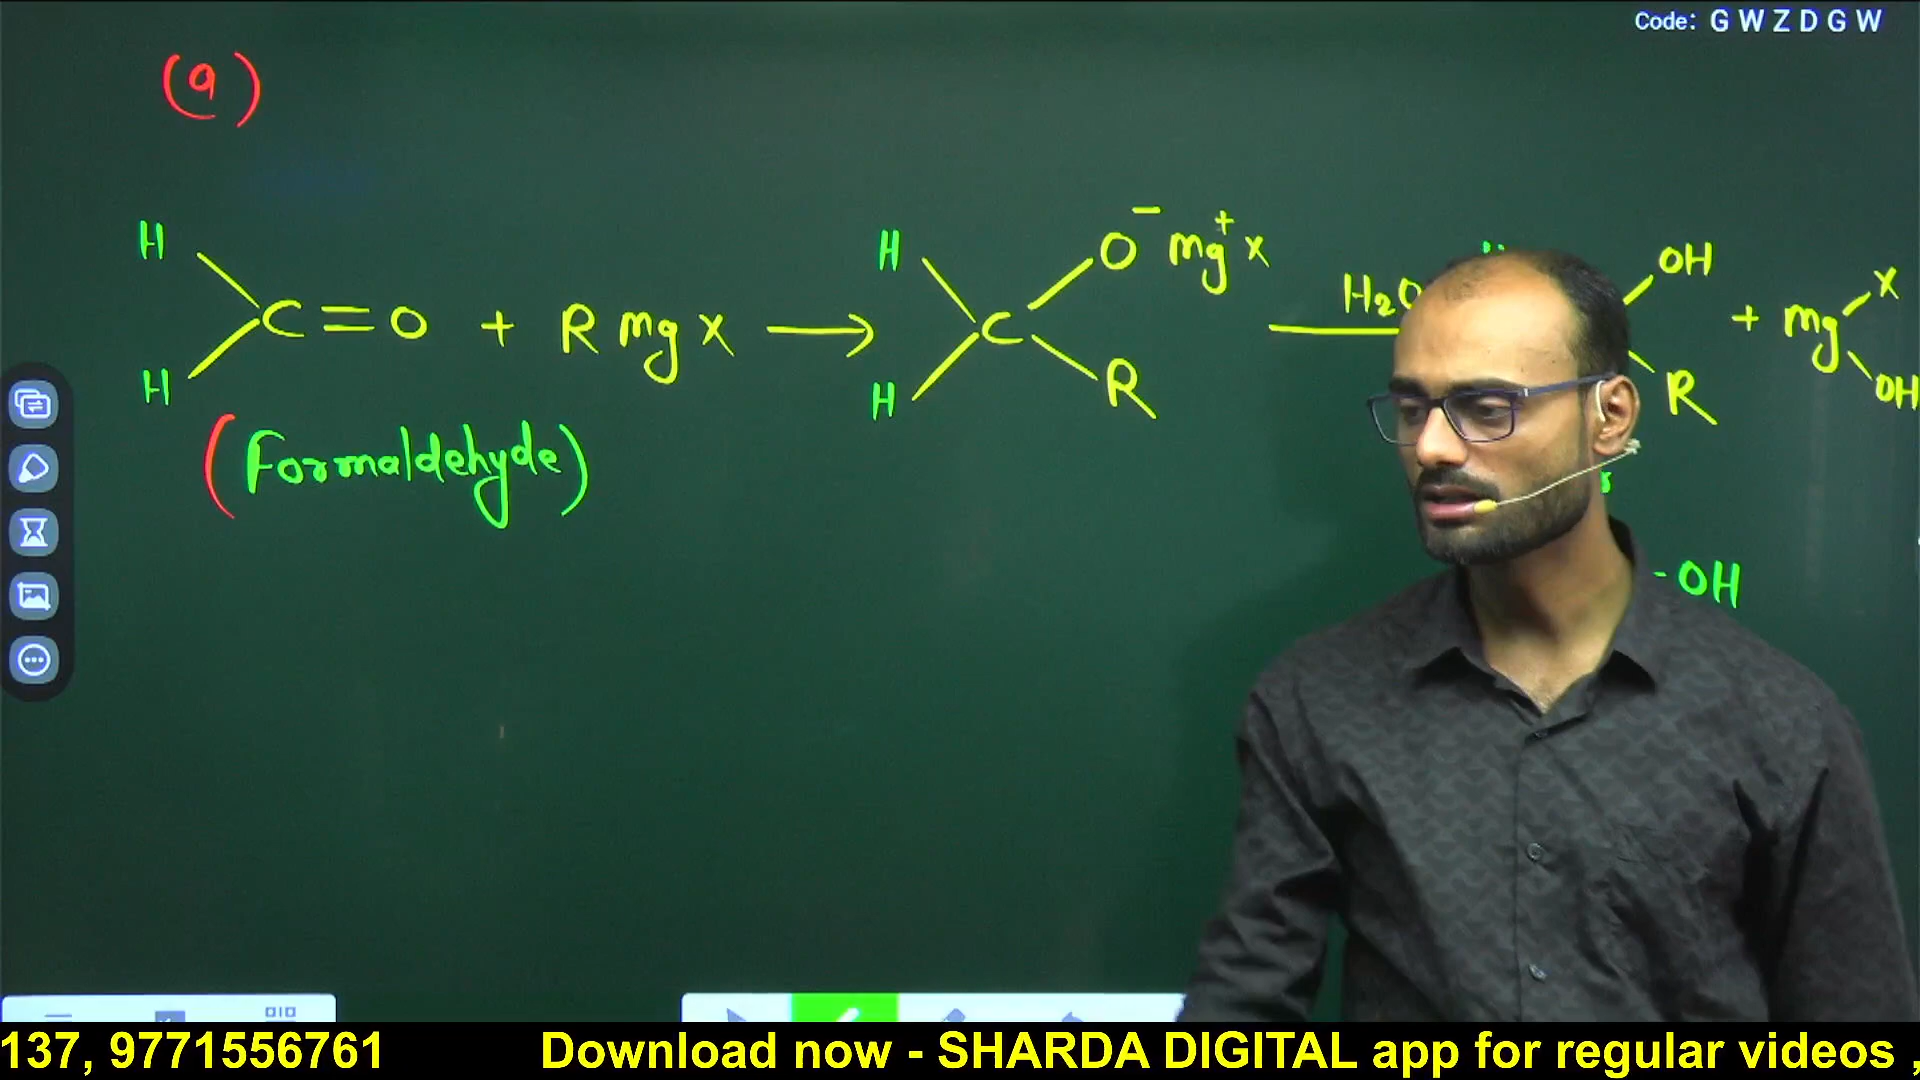 Code: G W Z D G W
(a)
H H C = O + R mg X ⟶ H H C O⁻ mg⁺ X R H₂O OH R + mg X OH
(Formaldehyde)
- OH
137, 9771556761 Download now - SHARDA DIGITAL app for regular videos ,